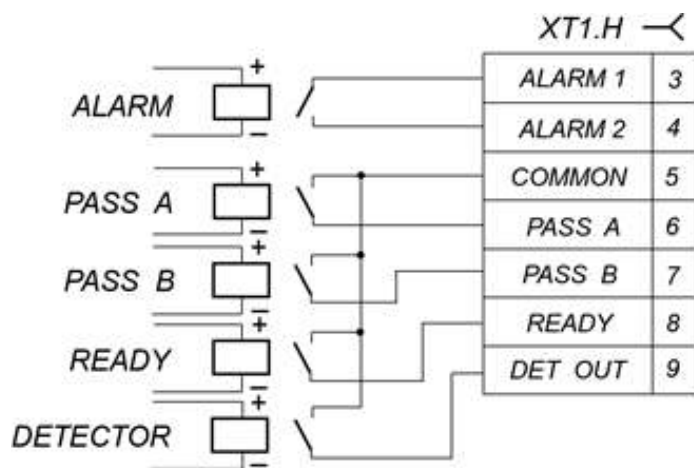 XT1.H
ALARM 1 3
ALARM 2 4
COMMON 5
PASS A 6
PASS B 7
READY 8
DET OUT 9
+
ALARM
–
+
PASS A
–
+
PASS B
–
+
READY
–
+
DETECTOR
–